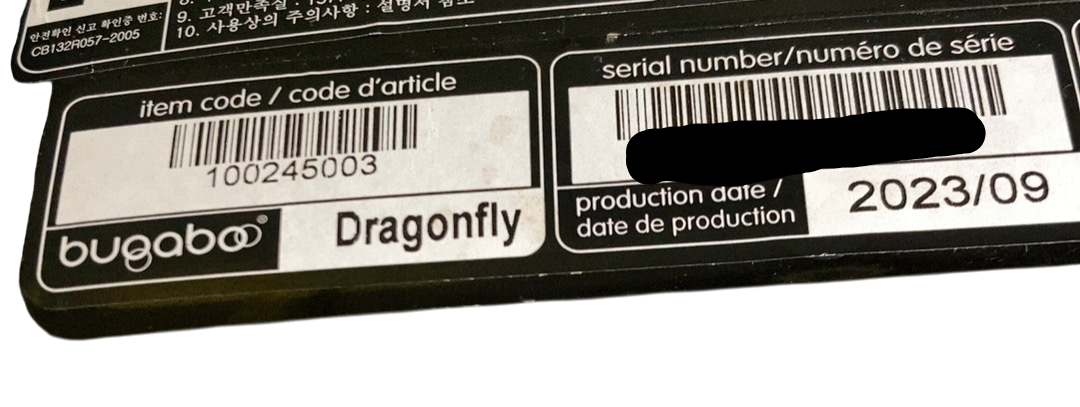 안전확인 신고 확인증 번호:
CB132R057-2005
9. 고객만족실 :
10. 사용상의 주의사항 : 설명서 참조
item code / code d'article
100245003
bugaboo®
Dragonfly
serial number/numéro de série
production date /
date de production
2023/09